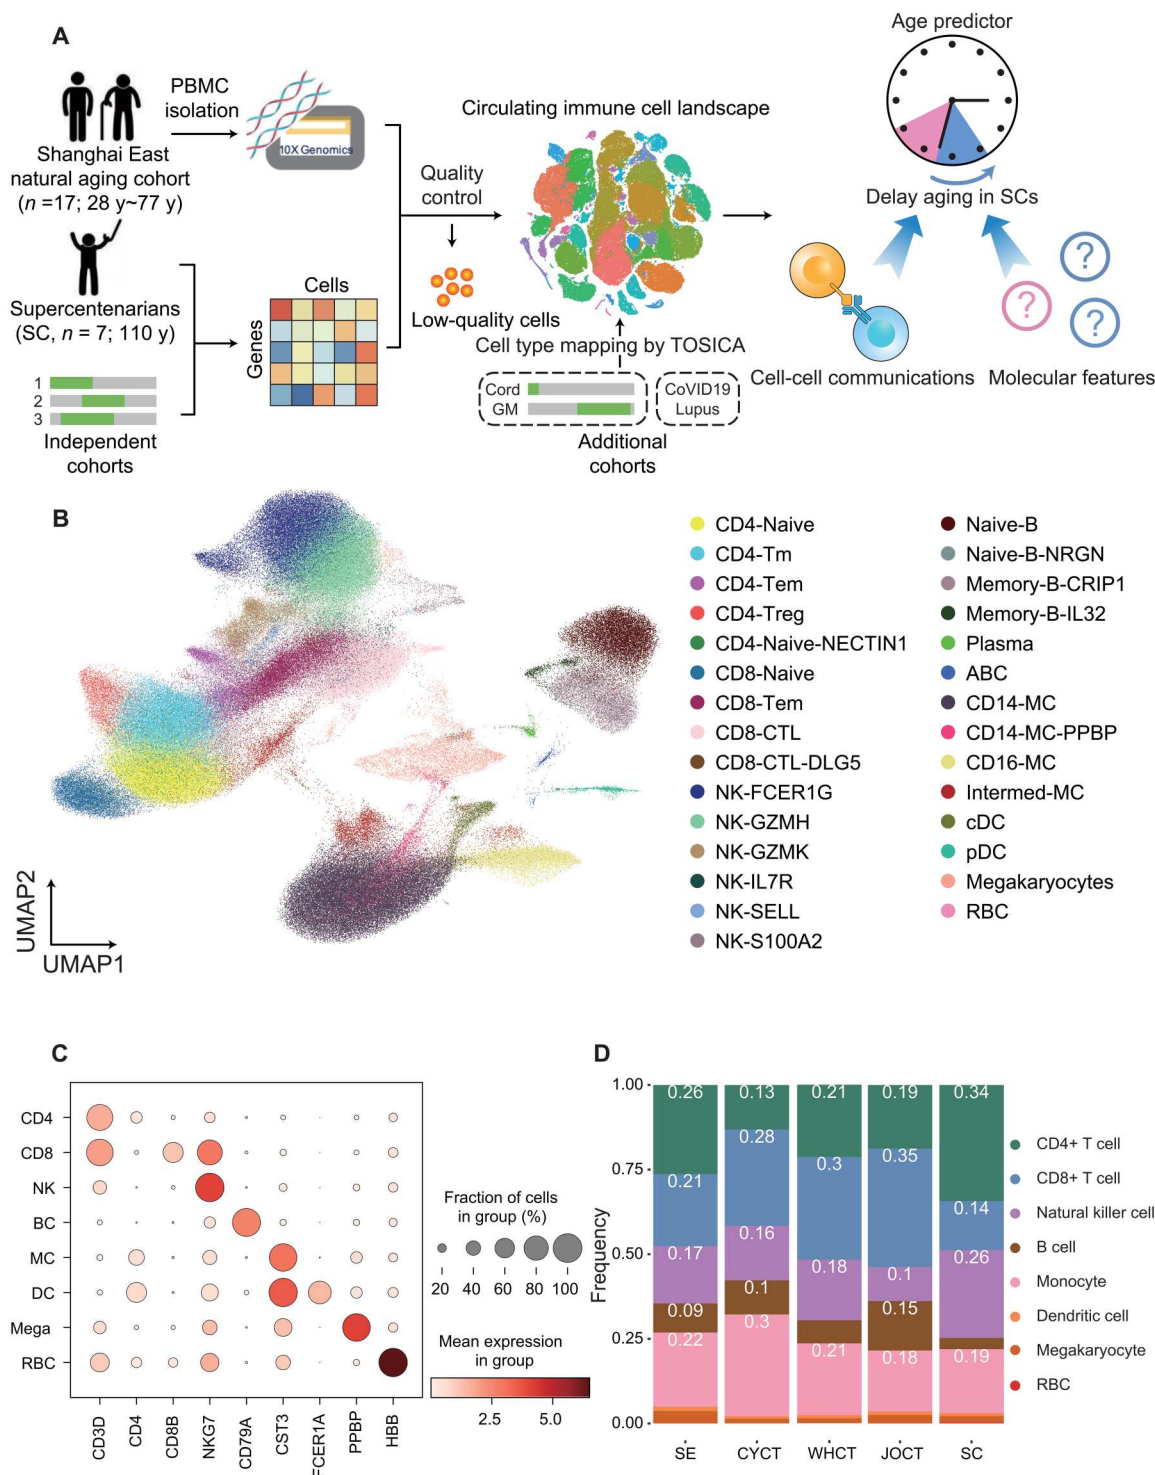 A
PBMC
isolation
10X Genomics
Shanghai East
natural aging cohort
(n =17; 28 y~77 y)
Supercentenarians
(SC, n = 7; 110 y)
1
2
3
Independent
cohorts
Cells
Genes
Quality
control
Low-quality cells
Circulating immune cell landscape
Cell type mapping by TOSICA
Cord
GM
CoVID19
Lupus
Additional
cohorts
Age predictor
Delay aging in SCs
?
?
?
Cell-cell communications
Molecular features
B
UMAP2
UMAP1
CD4-Naive
CD4-Tm
CD4-Tem
CD4-Treg
CD4-Naive-NECTIN1
CD8-Naive
CD8-Tem
CD8-CTL
CD8-CTL-DLG5
NK-FCER1G
NK-GZMH
NK-GZMK
NK-IL7R
NK-SELL
NK-S100A2
Naive-B
Naive-B-NRGN
Memory-B-CRIP1
Memory-B-IL32
Plasma
ABC
CD14-MC
CD14-MC-PPBP
CD16-MC
Intermed-MC
cDC
pDC
Megakaryocytes
RBC
C
CD4
CD8
NK
BC
MC
DC
Mega
RBC
CD3D
CD4
CD8B
NKG7
CD79A
CST3
FCER1A
PPBP
HBB
Fraction of cells
in group (%)
20 40 60 80 100
Mean expression
in group
2.5 5.0
D
Frequency
1.00
0.75
0.50
0.25
0.00
0.26
0.21
0.17
0.09
0.22
0.13
0.28
0.16
0.1
0.3
0.21
0.3
0.18
0.21
0.19
0.35
0.1
0.15
0.18
0.34
0.14
0.26
0.19
SE CYCT WHCT JOCT SC
CD4+ T cell
CD8+ T cell
Natural killer cell
B cell
Monocyte
Dendritic cell
Megakaryocyte
RBC